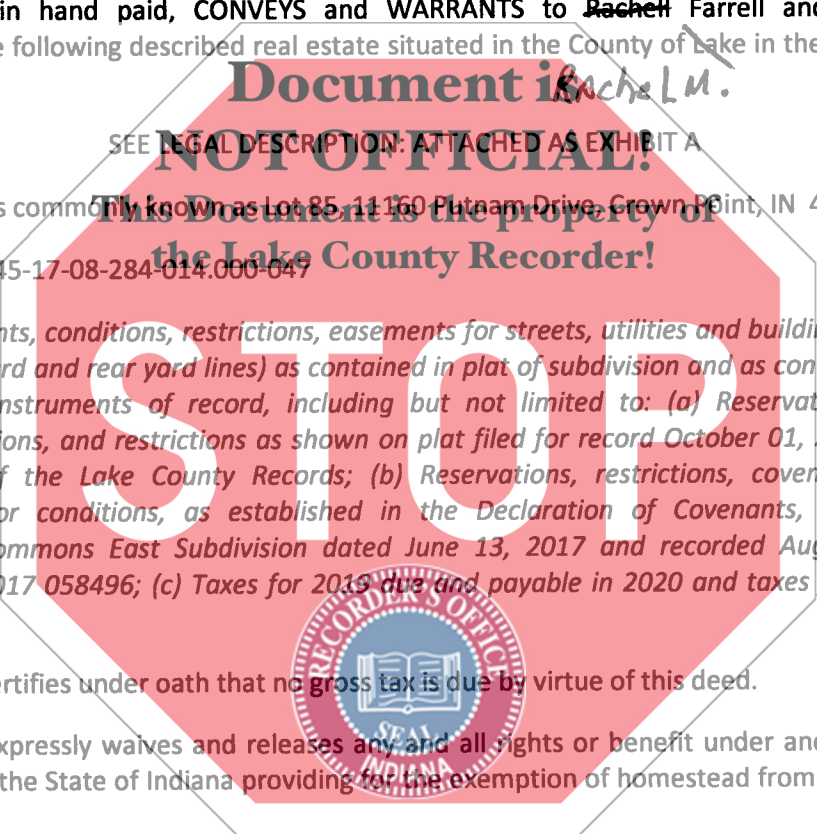 in hand paid, CONVEYS and WARRANTS to Rachell Farrell and
e following described real estate situated in the County of Lake in the
Document is
Rachel M.
NOT OFFICIAL!
SEE LEGAL DESCRIPTION: ATTACHED AS EXHIBIT A
This Document is the property of
s commonly known as Lot 85, 11160 Putnam Drive, Crown Point, IN 4
the Lake County Recorder!
45-17-08-284-014.000-047
nts, conditions, restrictions, easements for streets, utilities and buildin
rd and rear yard lines) as contained in plat of subdivision and as con
nstruments of record, including but not limited to: (a) Reservat
ions, and restrictions as shown on plat filed for record October 01,
f the Lake County Records; (b) Reservations, restrictions, coven
or conditions, as established in the Declaration of Covenants,
ommons East Subdivision dated June 13, 2017 and recorded Aug
017 058496; (c) Taxes for 2019 due and payable in 2020 and taxes
STOP
RECORDER'S OFFICE
SEAL
INDIANA
ertifies under oath that no gross tax is due by virtue of this deed.
xpressly waives and releases any and all rights or benefit under and
the State of Indiana providing for the exemption of homestead from